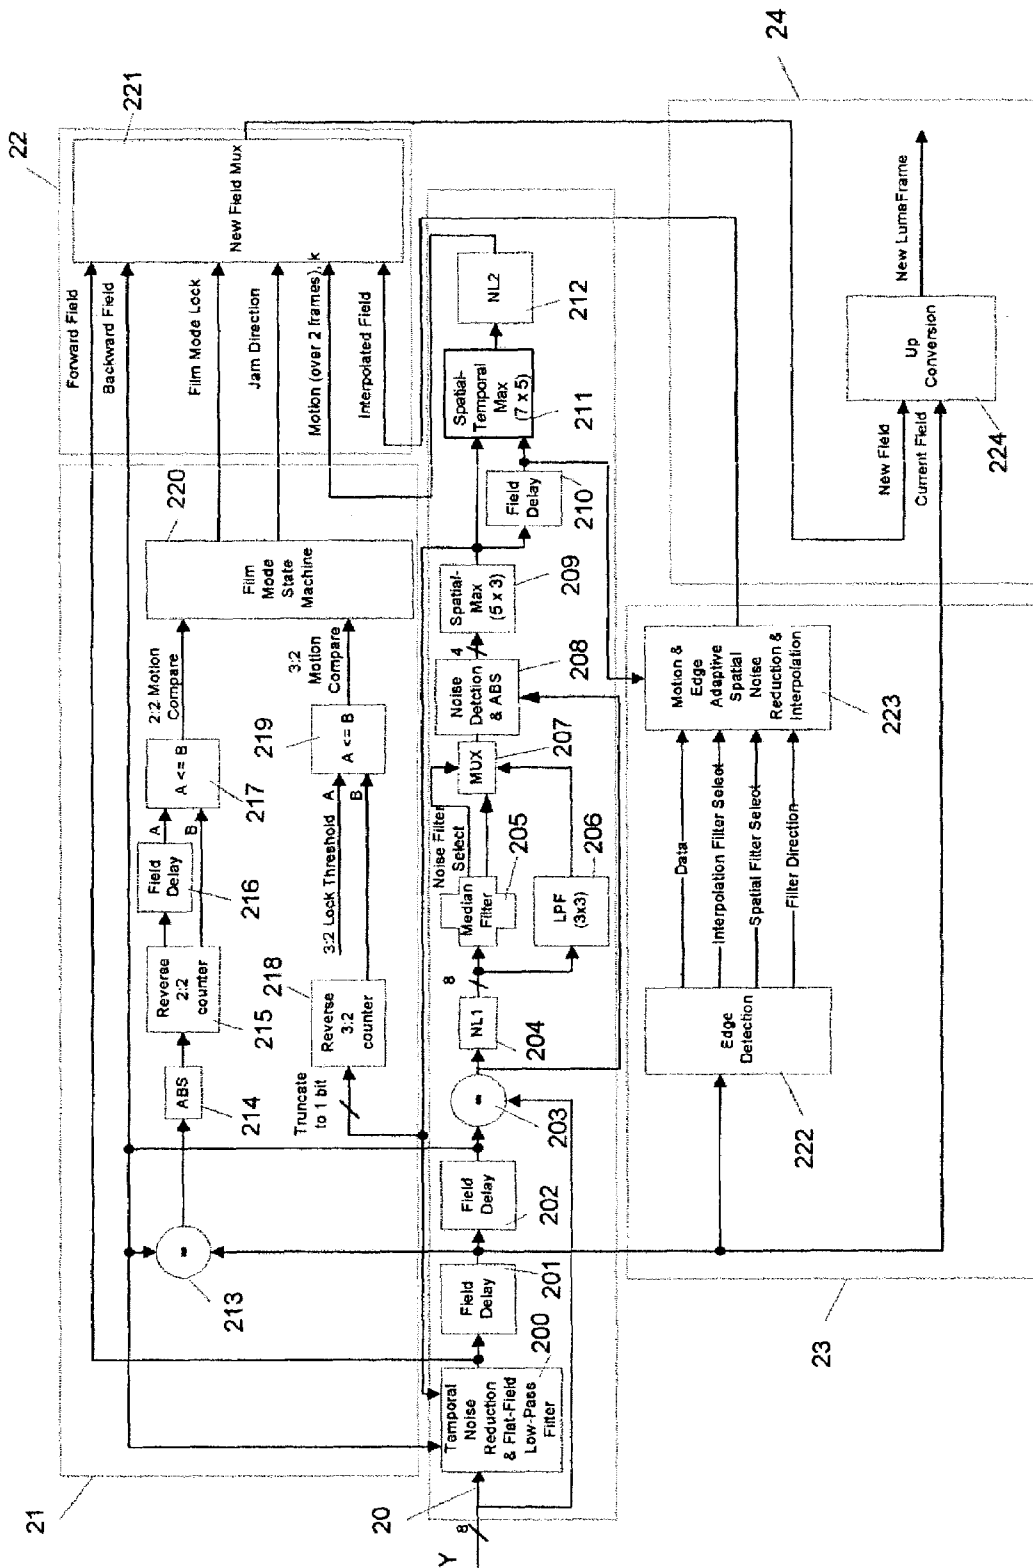 22
221
New Field Mux
Forward Field
Backward Field
Film Mode Lock
Jam Direction
Motion (over 2 frames), k
Interpolated Field
21
220
Film
Mode
State
Machine
2:2 Motion
Compare
3:2 Motion
Compare
A <= B
217
A
B
Field
Delay
216
Reverse
2:2
counter
215
ABS
214
213
219
A <= B
A
B
3:2 Lock Threshold
218
Reverse
3:2
counter
Truncate
to 1 bit
NL2
212
Spatial-
Temporal
Max
(7 x 5)
211
Field
Delay
210
Spatial-
Max
(5 x 3)
209
4
Noise
Detction
& ABS
208
MUX
207
Noise Filter
Select
Median
Filter
205
LPF
(3x3)
206
8
NL1
204
203
Field
Delay
202
Field
Delay
201
Tamporal
Noise
Reduction
& Flat-Field
Low-Pass
Filter
200
20
Y
8
24
New LumaFrame
Up
Conversion
224
New Field
Current Field
Motion &
Edge
Adaptive
Spatial
Noise
Reduction &
Interpolation
223
Data
Interpolation Filter Select
Spatial Filter Select
Filter Direction
Edge
Detection
222
23